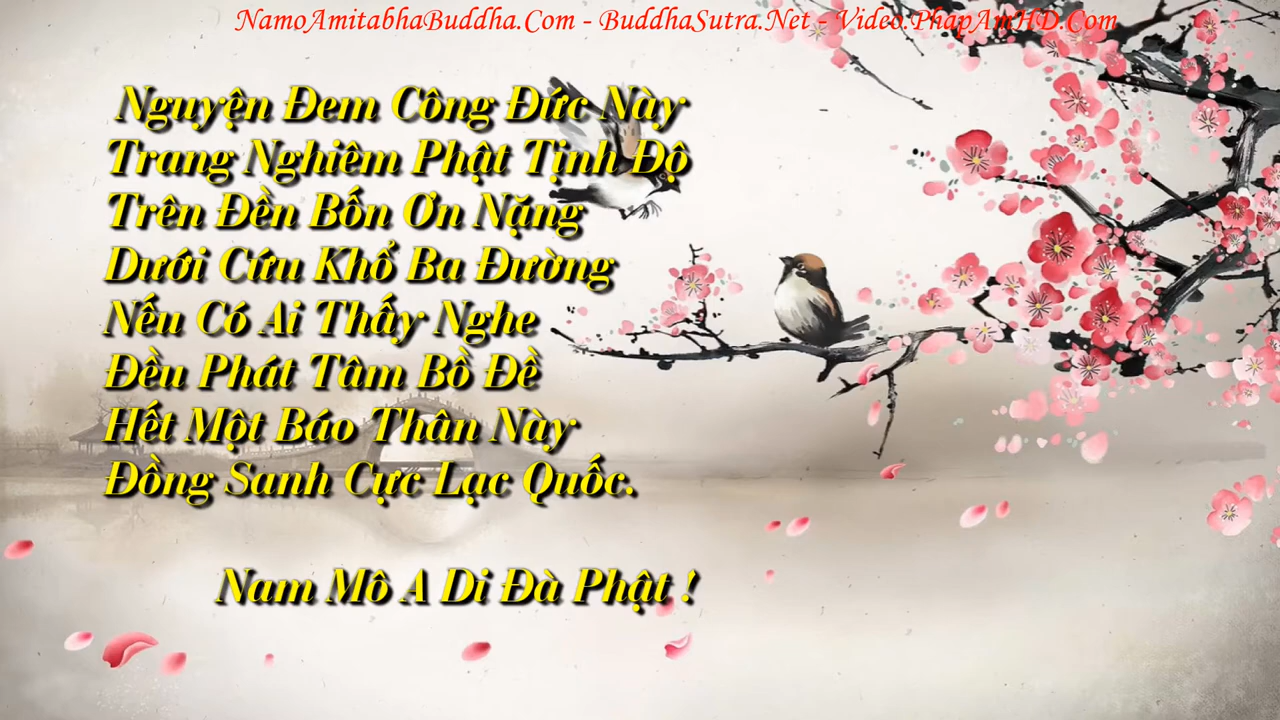 NamoAmitabhaBuddha.Com - BuddhaSutra.Net - Video.PhapAmHD.Com
Nguyện Đem Công Đức Này
Trang Nghiêm Phật Tịnh Độ
Trên Đền Bốn Ơn Nặng
Dưới Cứu Khổ Ba Đường
Nếu Có Ai Thấy Nghe
Đều Phát Tâm Bồ Đề
Hết Một Báo Thân Này
Đồng Sanh Cực Lạc Quốc.
Nam Mô A Di Đà Phật !